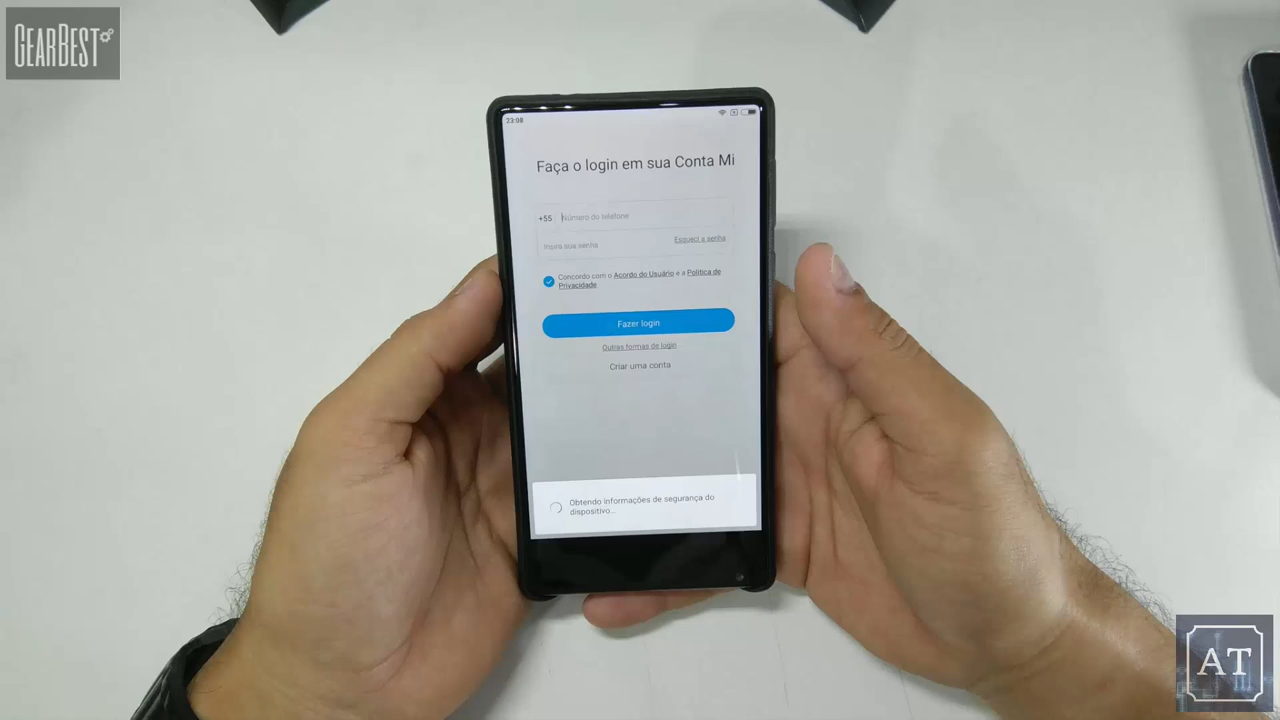 GEARBEST
23:08
Faça o login em sua Conta Mi
+55 Número do telefone
Insira sua senha Esqueci a senha
Concordo com o Acordo do Usuário e a Política de
Privacidade
Fazer login
Outras formas de login
Criar uma conta
Obtendo informações de segurança do
dispositivo...
AT